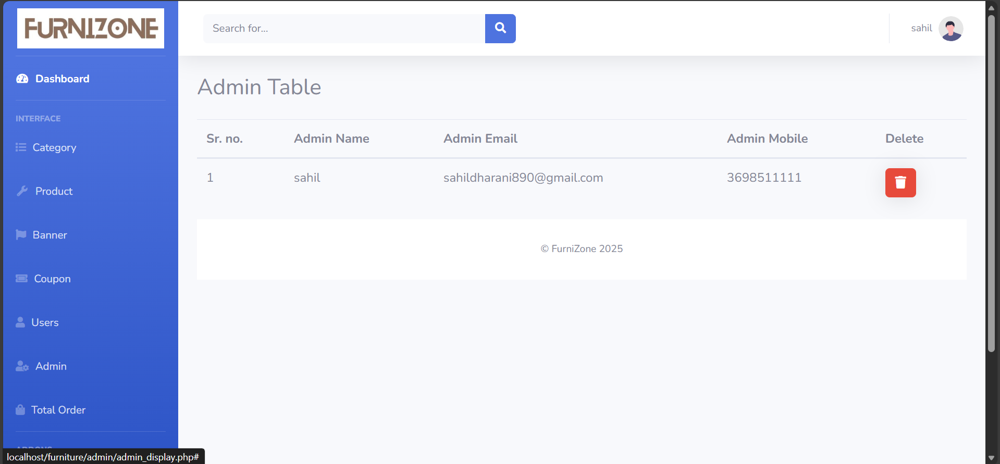 FURNIZONE
Search for...
sahil
Dashboard
INTERFACE
Category
Product
Banner
Coupon
Users
Admin
Total Order
ADDONS
Admin Table
Sr. no. Admin Name Admin Email Admin Mobile Delete
1 sahil sahildharani890@gmail.com 3698511111
© FurniZone 2025
localhost/furniture/admin/admin_display.php#